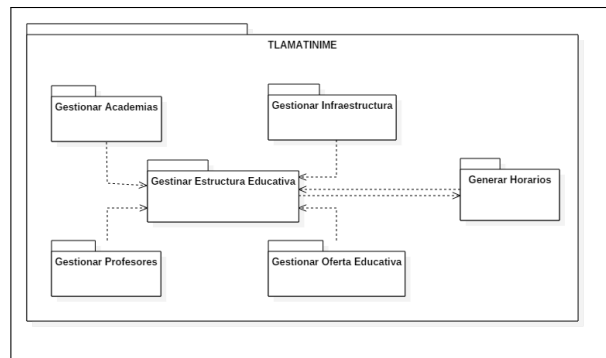 TLAMATINIME
Gestionar Academias
Gestionar Infraestructura
Gestinar Estructura Educativa
Generar Horarios
Gestionar Profesores
Gestionar Oferta Educativa